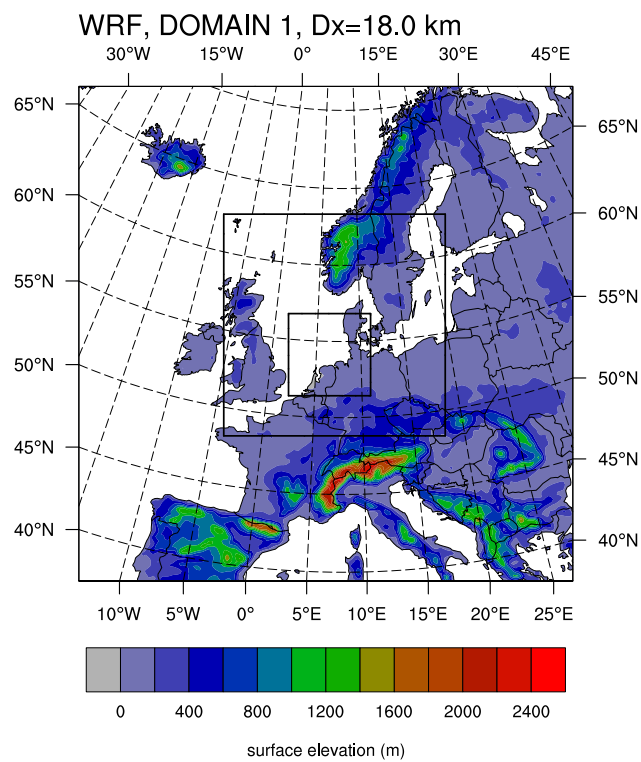 WRF, DOMAIN 1, Dx=18.0 km
30°W 15°W 0° 15°E 30°E 45°E
65°N 65°N
60°N 60°N
55°N 55°N
50°N 50°N
45°N 45°N
40°N 40°N
10°W 5°W 0° 5°E 10°E 15°E 20°E 25°E
0 400 800 1200 1600 2000 2400
surface elevation (m)